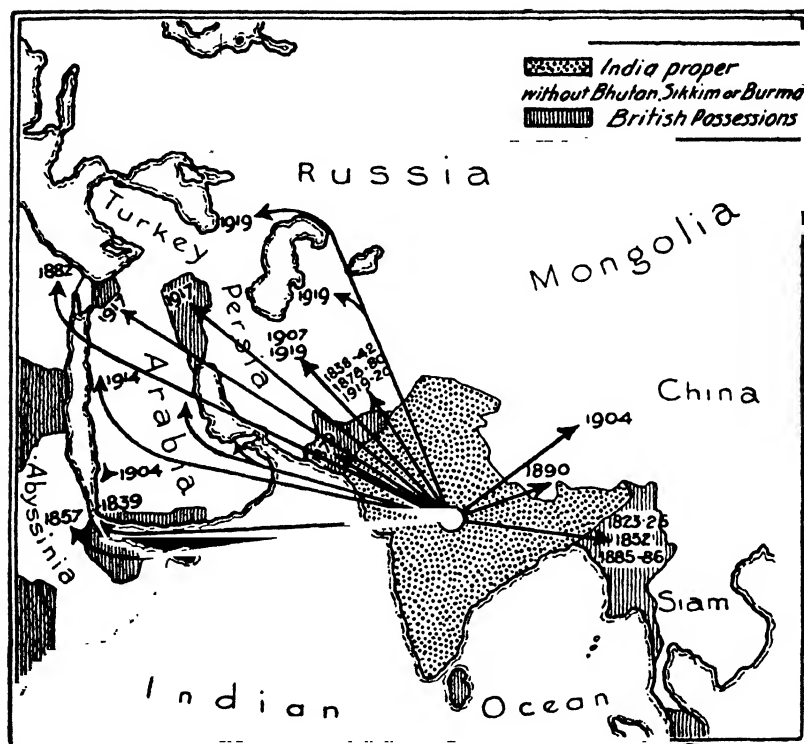 India proper
without Bhutan, Sikkim or Burma
British Possessions
Russia
Mongolia
Turkey
1919
1882
1917
1919
Persia
1907
1919
1838-42
1878-80
1919-20
China
Arabia
1914
1904
1890
1904
Abyssinia
1857
1839
1823-26
1852
1885-86
Siam
Indian Ocean